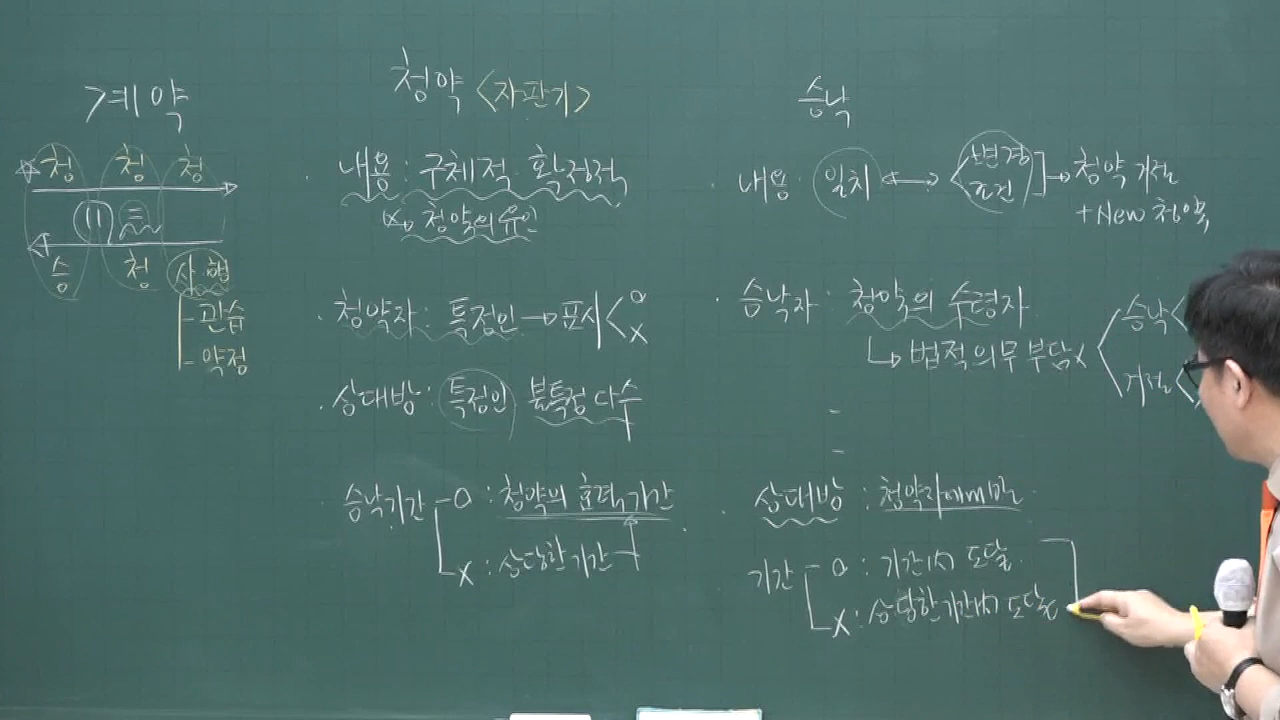 계약
청 청 청
승 청 사·행
- 관습
- 약정
청약 <자판기>
· 내용 : 구체적·확정적
x→ 청약의 유인
· 청약자 : 특정인 → 표시 < o
x
· 상대방 : 특정인 불특정 다수
승낙기간 - o : 청약의 효력기간
x : 상당한 기간
승낙
· 내용 일치 ↔ < 변경 → 청약 거절
조건
+ New 청약
· 승낙자 : 청약의 수령자
→ 법적 의무 부담 x < 승낙 <
거절 <
-
-
· 상대방 : 청약자에게만
기간 - o : 기간内 도달
x : 상당한 기간内 도달